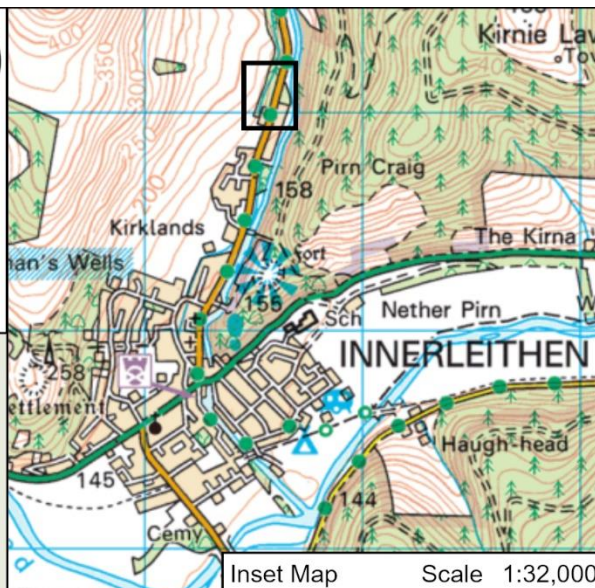 400
350
300
250
200
Kirnie Lav
Tov
Pirn Craig
158
Kirklands
The Kirna
an's Wells
Fort
155
Sch
Nether Pirn
W
INNERLEITHEN
258
ettlement
Haugh-head
145
144
Cemy
Inset Map Scale 1:32,000